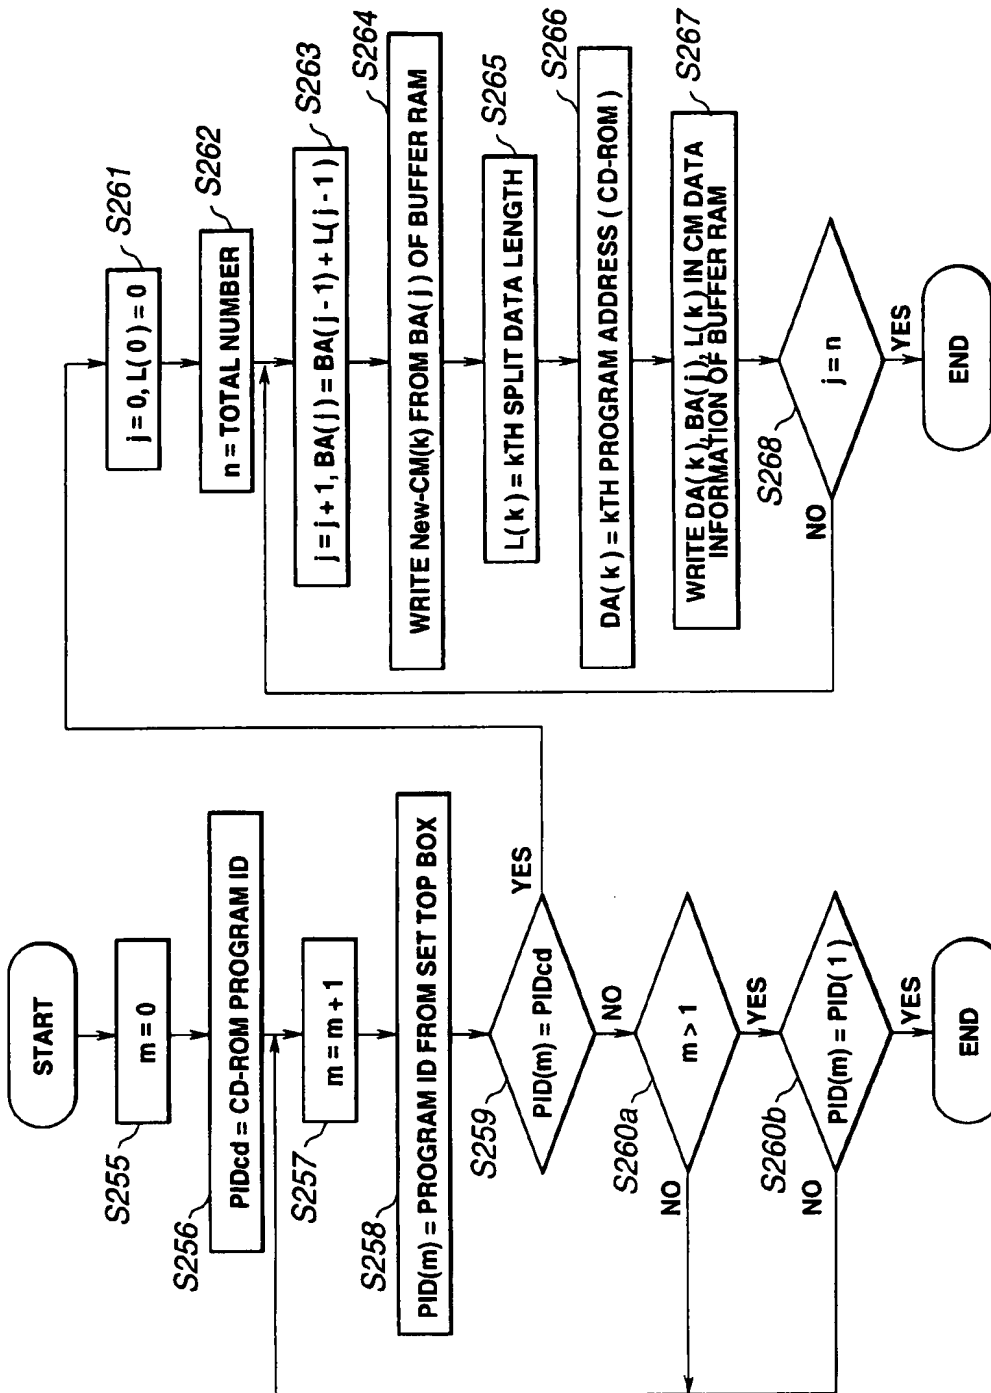 START
S255
m = 0
S256
PIDcd = CD-ROM PROGRAM ID
S257
m = m + 1
S258
PID(m) = PROGRAM ID FROM SET TOP BOX
S259
PID(m) = PIDcd
YES
NO
S260a
m > 1
NO
YES
S260b
PID(m) = PID( 1 )
NO
YES
END
S261
j = 0, L( 0 ) = 0
S262
n = TOTAL NUMBER
S263
j = j + 1, BA( j ) = BA( j - 1 ) + L( j - 1 )
S264
WRITE New-CM(k) FROM BA( j ) OF BUFFER RAM
S265
L( k ) = kTH SPLIT DATA LENGTH
S266
DA( k ) = kTH PROGRAM ADDRESS ( CD-ROM )
S267
WRITE DA( k ), BA( j ), L( k ) IN CM DATA
INFORMATION OF BUFFER RAM
S268
j = n
NO
YES
END